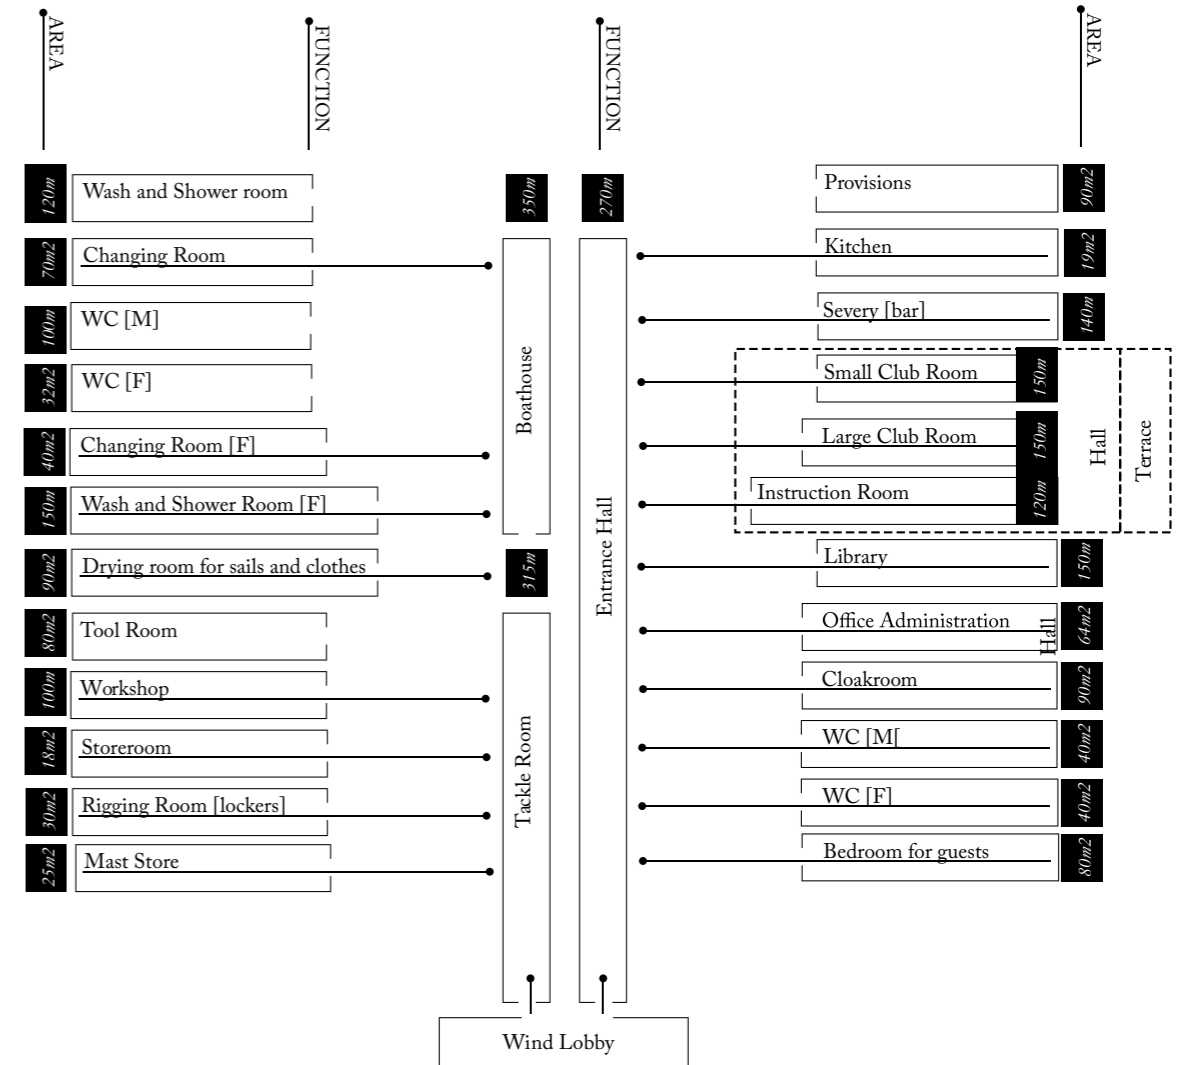 AREA
FUNCTION
FUNCTION
AREA
120m
Wash and Shower room
350m
270m
Provisions
90m2
70m2
Changing Room
Kitchen
19m2
100m
WC [M]
Severy [bar]
140m
32m2
WC [F]
Small Club Room
150m
40m2
Changing Room [F]
Boathouse
Large Club Room
150m
Hall
Terrace
150m
Wash and Shower Room [F]
Instruction Room
120m
90m2
Drying room for sails and clothes
315m
Entrance Hall
Library
150m
80m2
Tool Room
Office Administration
Hall
64m2
100m
Workshop
Cloakroom
90m2
18m2
Storeroom
Tackle Room
WC [M[
40m2
30m2
Rigging Room [lockers]
WC [F]
40m2
25m2
Mast Store
Bedroom for guests
80m2
Wind Lobby